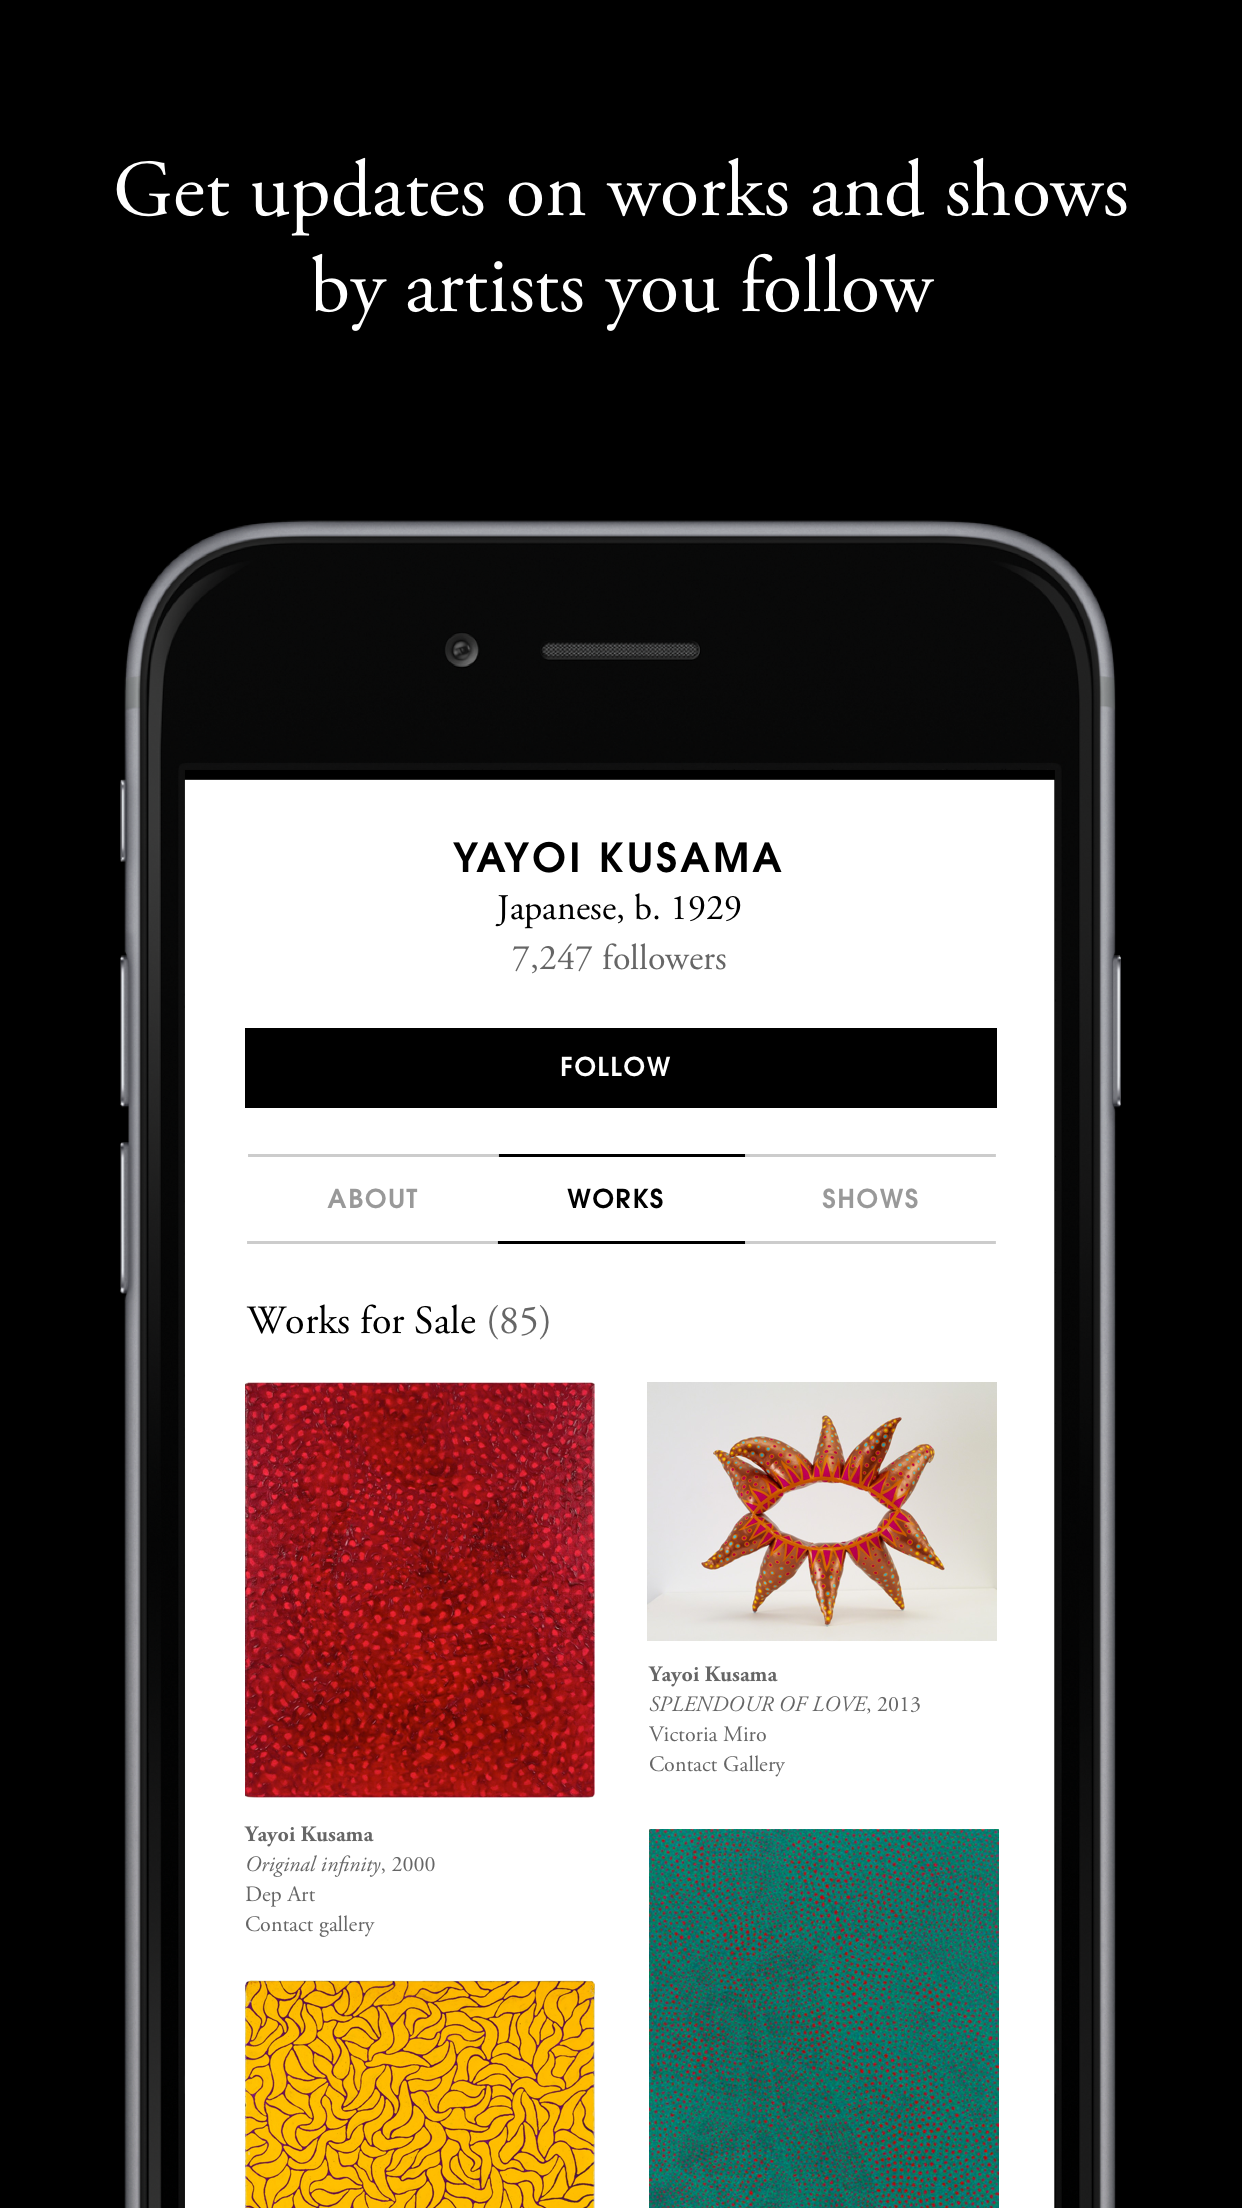 Get updates on works and shows
by artists you follow
YAYOI KUSAMA
Japanese, b. 1929
7,247 followers
FOLLOW
ABOUT
WORKS
SHOWS
Works for Sale (85)
Yayoi Kusama
Original infinity, 2000
Dep Art
Contact gallery
Yayoi Kusama
SPLENDOUR OF LOVE, 2013
Victoria Miro
Contact Gallery